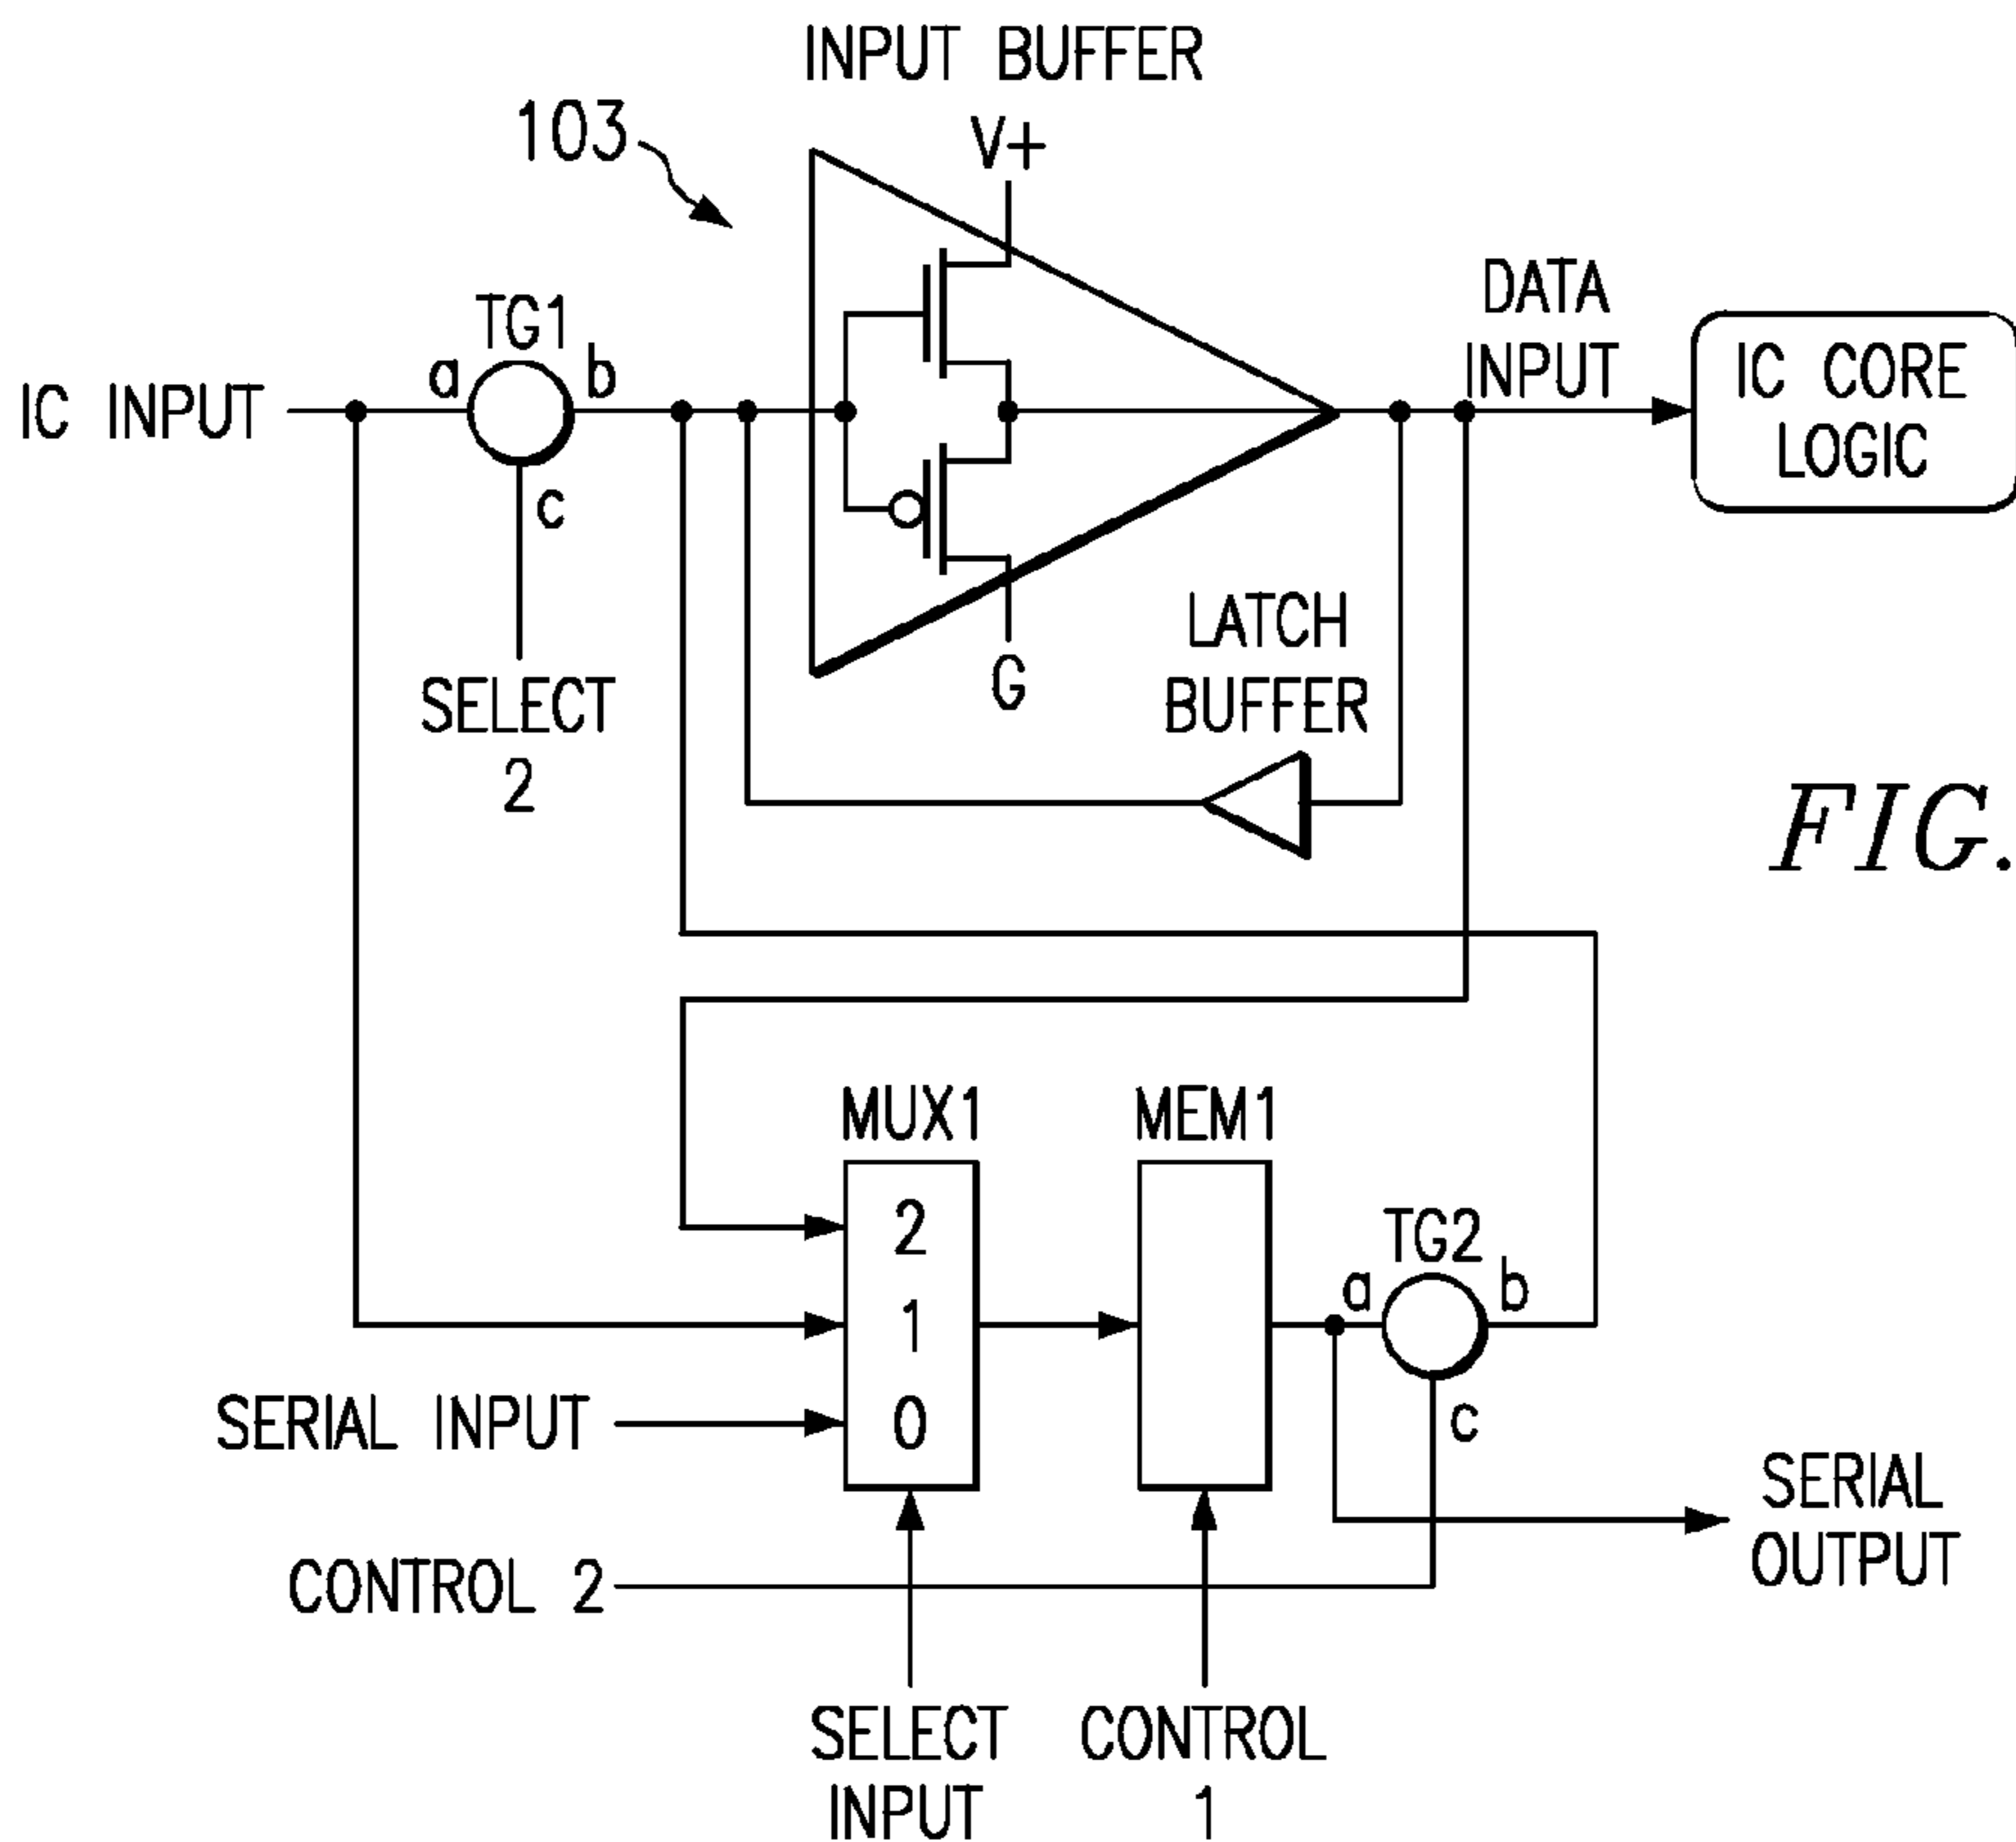 INPUT BUFFER
103
V+
TG1
a
b
c
IC INPUT
SELECT
2
G
DATA
INPUT
IC CORE
LOGIC
LATCH
BUFFER
FIG.
MUX1
MEM1
2
1
0
TG2
a
b
c
SERIAL INPUT
CONTROL 2
SERIAL
OUTPUT
SELECT
INPUT
CONTROL
1